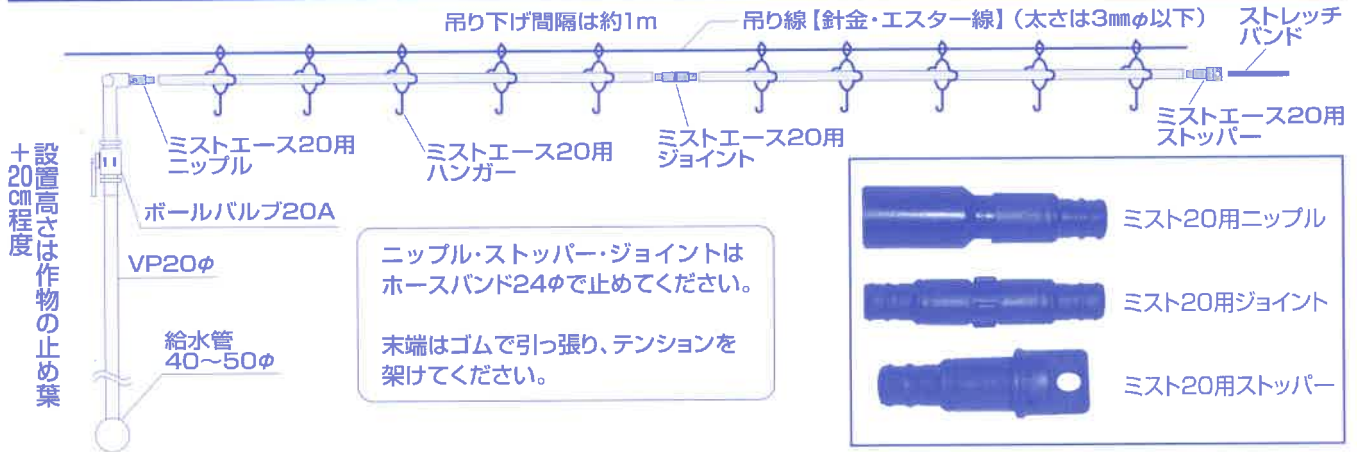 吊り下げ間隔は約1m
吊り線【針金・エスター線】(太さは3㎜φ以下)
ストレッチ
バンド
ミストエース20用
ニップル
ミストエース20用
ハンガー
ミストエース20用
ジョイント
ミストエース20用
ストッパー
設置高さは作物の止め葉
+20㎝程度
ボールバルブ20A
VP20φ
給水管
40〜50φ
ニップル・ストッパー・ジョイントは
ホースバンド24φで止めてください。
末端はゴムで引っ張り、テンションを
架けてください。
ミスト20用ニップル
ミスト20用ジョイント
ミスト20用ストッパー